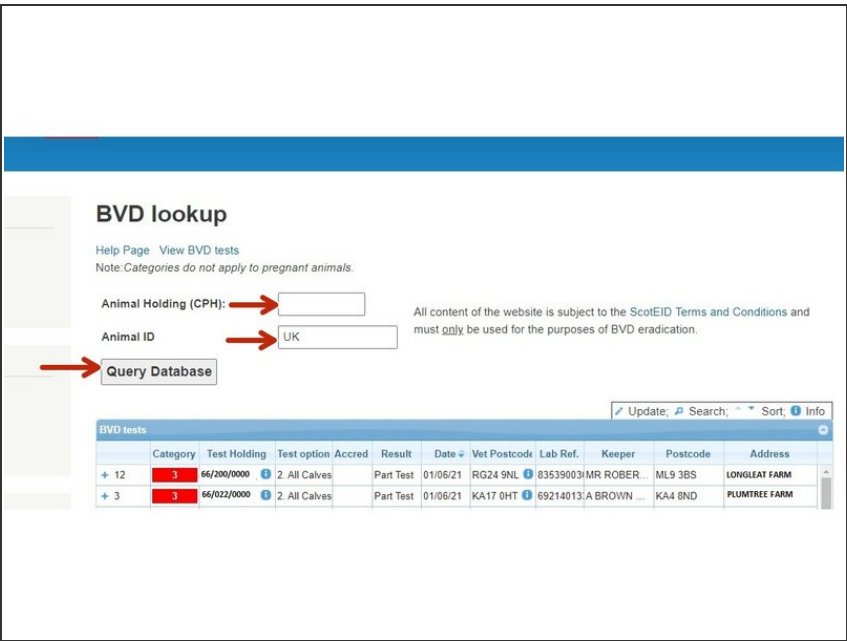 BVD lookup
Help Page View BVD tests
Note:Categories do not apply to pregnant animals.
Animal Holding (CPH):
All content of the website is subject to the ScotEID Terms and Conditions and
must only be used for the purposes of BVD eradication.
Animal ID UK
Query Database
Update; Search; Sort; Info
BVD tests
Category Test Holding Test option Accred Result Date Vet Postcode Lab Ref. Keeper Postcode Address
+ 12 3 66/200/0000 2. All Calves Part Test 01/06/21 RG24 9NL MR ROBER... ML9 3BS LONGLEAT FARM
+ 3 3 66/022/0000 2. All Calves Part Test 01/06/21 KA17 0HT A BROWN ... KA4 8ND PLUMTREE FARM